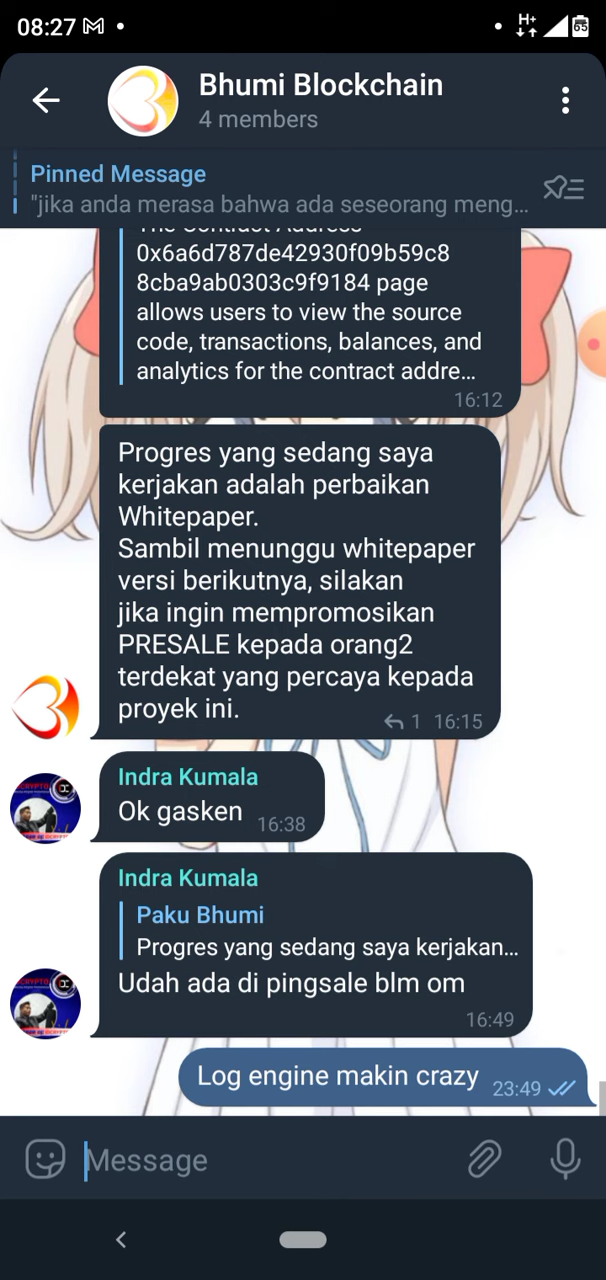 08:27
H+
65
Bhumi Blockchain
4 members
Pinned Message
"jika anda merasa bahwa ada seseorang meng...
The Contract Address
0x6a6d787de42930f09b59c8
8cba9ab0303c9f9184 page
allows users to view the source
code, transactions, balances, and
analytics for the contract addre...
16:12
Progres yang sedang saya
kerjakan adalah perbaikan
Whitepaper.
Sambil menunggu whitepaper
versi berikutnya, silakan
jika ingin mempromosikan
PRESALE kepada orang2
terdekat yang percaya kepada
proyek ini.
1 16:15
Indra Kumala
Ok gasken 16:38
Indra Kumala
Paku Bhumi
Progres yang sedang saya kerjakan...
Udah ada di pingsale blm om
16:49
Log engine makin crazy 23:49
Message